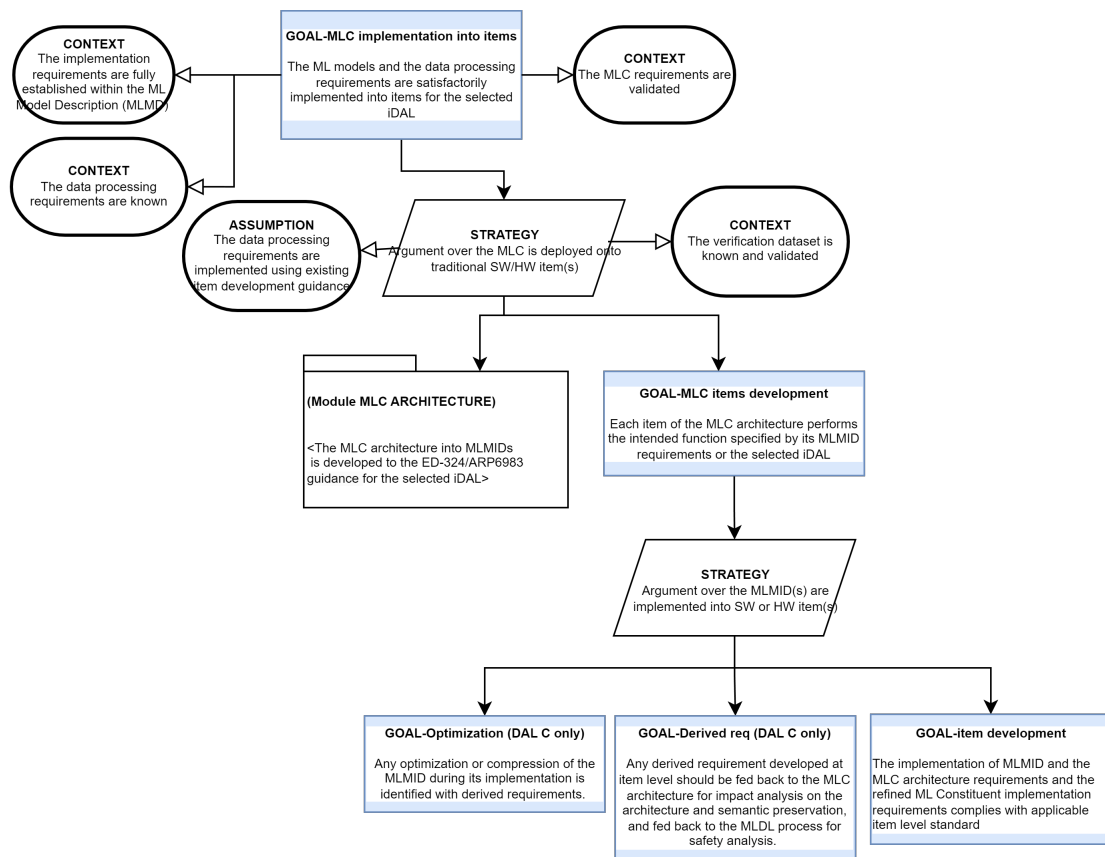 GOAL-MLC implementation into items
The ML models and the data processing
requirements are satisfactorily
implemented into items for the selected
iDAL
CONTEXT
The implementation
requirements are fully
established within the ML
Model Description (MLMD)
CONTEXT
The MLC requirements are
validated
CONTEXT
The data processing
requirements are known
ASSUMPTION
The data processing
requirements are
implemented using existing
item development guidance
STRATEGY
Argument over the MLC is deployed onto
traditional SW/HW item(s)
CONTEXT
The verification dataset is
known and validated
(Module MLC ARCHITECTURE)
<The MLC architecture into MLMIDs
is developed to the ED-324/ARP6983
guidance for the selected iDAL>
GOAL-MLC items development
Each item of the MLC architecture performs
the intended function specified by its MLMID
requirements or the selected iDAL
STRATEGY
Argument over the MLMID(s) are
implemented into SW or HW item(s)
GOAL-Optimization (DAL C only)
Any optimization or compression of the
MLMID during its implementation is
identified with derived requirements.
GOAL-Derived req (DAL C only)
Any derived requirement developed at
item level should be fed back to the MLC
architecture for impact analysis on the
architecture and semantic preservation,
and fed back to the MLDL process for
safety analysis.
GOAL-item development
The implementation of MLMID and the
MLC architecture requirements and the
refined ML Constituent implementation
requirements complies with applicable
item level standard